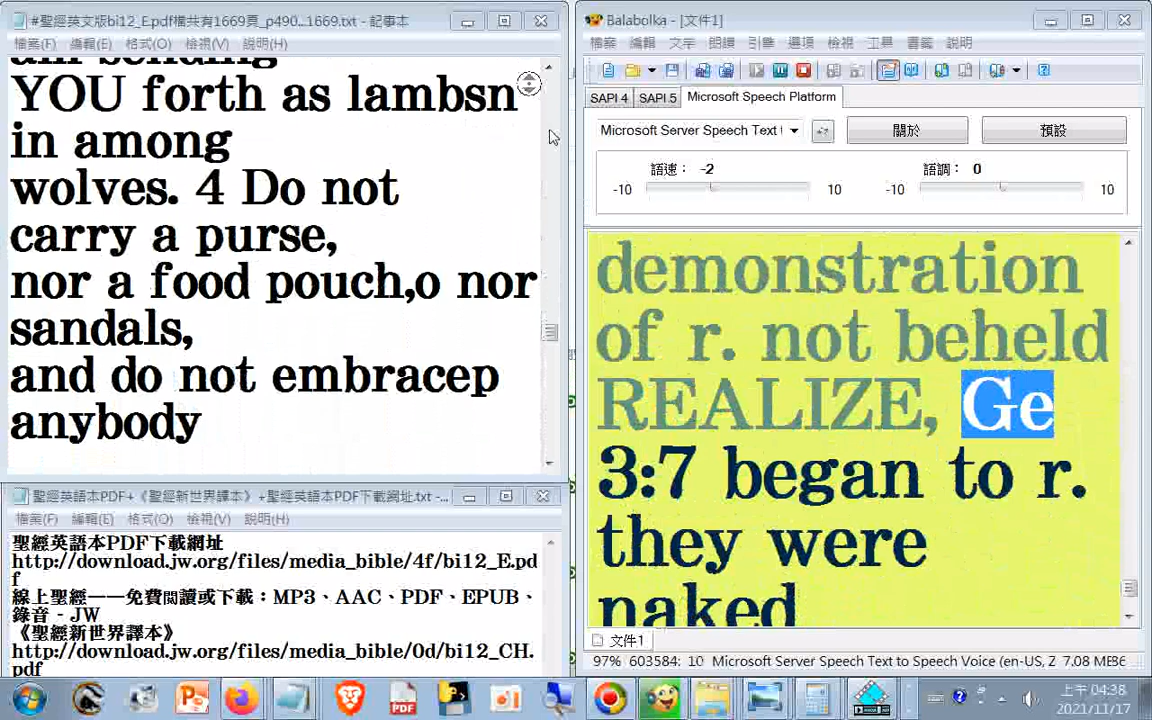 #聖經英文版bi12_E.pdf檔共有1669頁_p490...1669.txt - 記事本
檔案(F) 編輯(E) 格式(O) 檢視(V) 說明(H)
am sending
YOU forth as lambsn
in among
wolves. 4 Do not
carry a purse,
nor a food pouch,o nor
sandals,
and do not embracep
anybody
聖經英語本PDF+《聖經新世界譯本》+聖經英語本PDF下載網址.txt -...
檔案(F) 編輯(E) 格式(O) 檢視(V) 說明(H)
聖經英語本PDF下載網址
http://download.jw.org/files/media_bible/4f/bi12_E.pd
f
線上聖經——免費閱讀或下載：MP3、AAC、PDF、EPUB、
錄音 - JW
《聖經新世界譯本》
http://download.jw.org/files/media_bible/0d/bi12_CH.
pdf
Balabolka - [文件1]
檔案 編輯 文字 朗讀 引擎 選項 檢視 工具 書籤 說明
SAPI 4 SAPI 5 Microsoft Speech Platform
Microsoft Server Speech Text t
關於 預設
語速： -2 語調： 0
-10 10 -10 10
demonstration
of r. not beheld
REALIZE, Ge
3:7 began to r.
they were
naked
文件1
97% 603584: 10 Microsoft Server Speech Text to Speech Voice (en-US, Z 7.08 MB
上午 04:38
2021/11/17